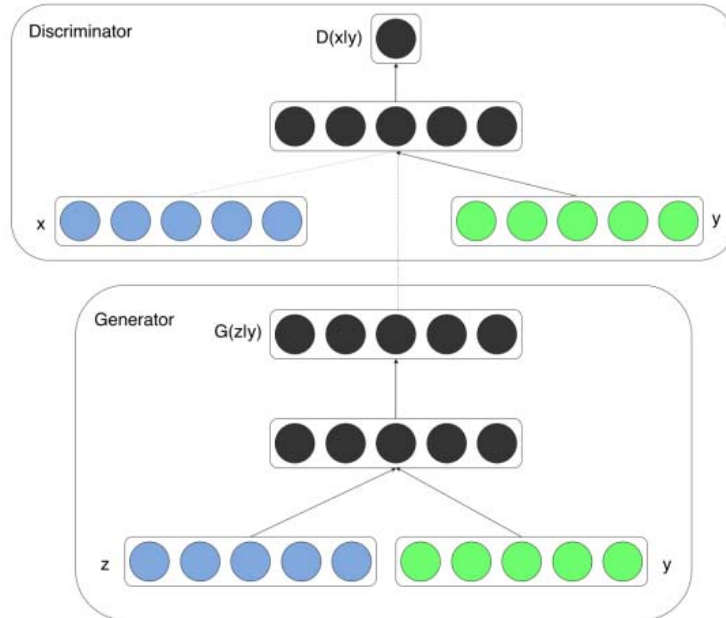 Discriminator
D(x|y)
x
y
Generator
G(z|y)
z
y